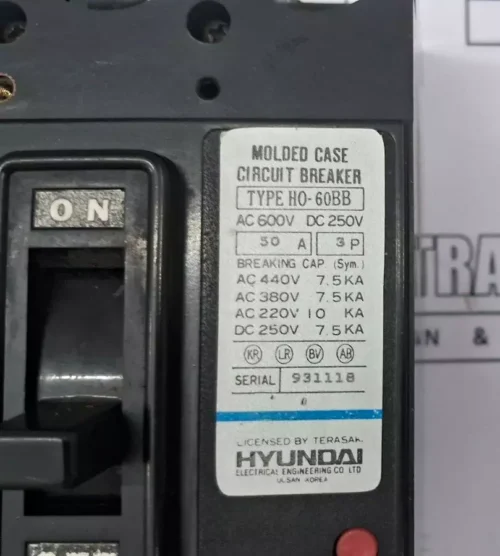 ON
MOLDED CASE
CIRCUIT BREAKER
TYPE HO-60BB
AC 600V DC 250V
50 A 3 P
BREAKING CAP (Sym.)
AC 440V 7.5 KA
AC 380V 7.5 KA
AC 220V 10 KA
DC 250V 7.5 KA
KR LR BV AB
SERIAL 931118
LICENSED BY TERASAK
HYUNDAI
ELECTRICAL ENGINEERING CO LTD
ULSAN KOREA
TRA
N &